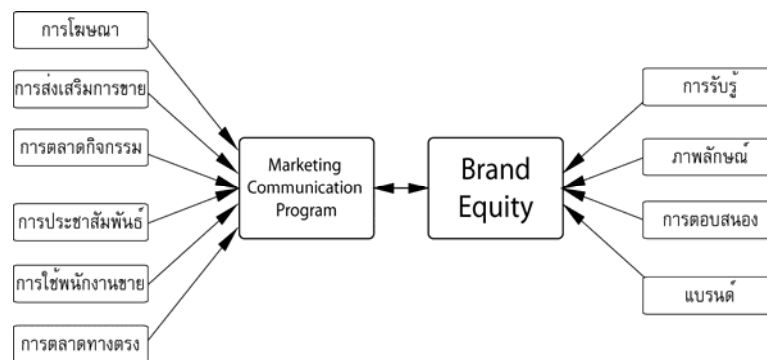 การโฆษณา
การส่งเสริมการขาย
การตลาดกิจกรรม
การประชาสัมพันธ์
การใช้พนักงานขาย
การตลาดทางตรง
Marketing
Communication
Program
Brand
Equity
การรับรู้
ภาพลักษณ์
การตอบสนอง
แบรนด์